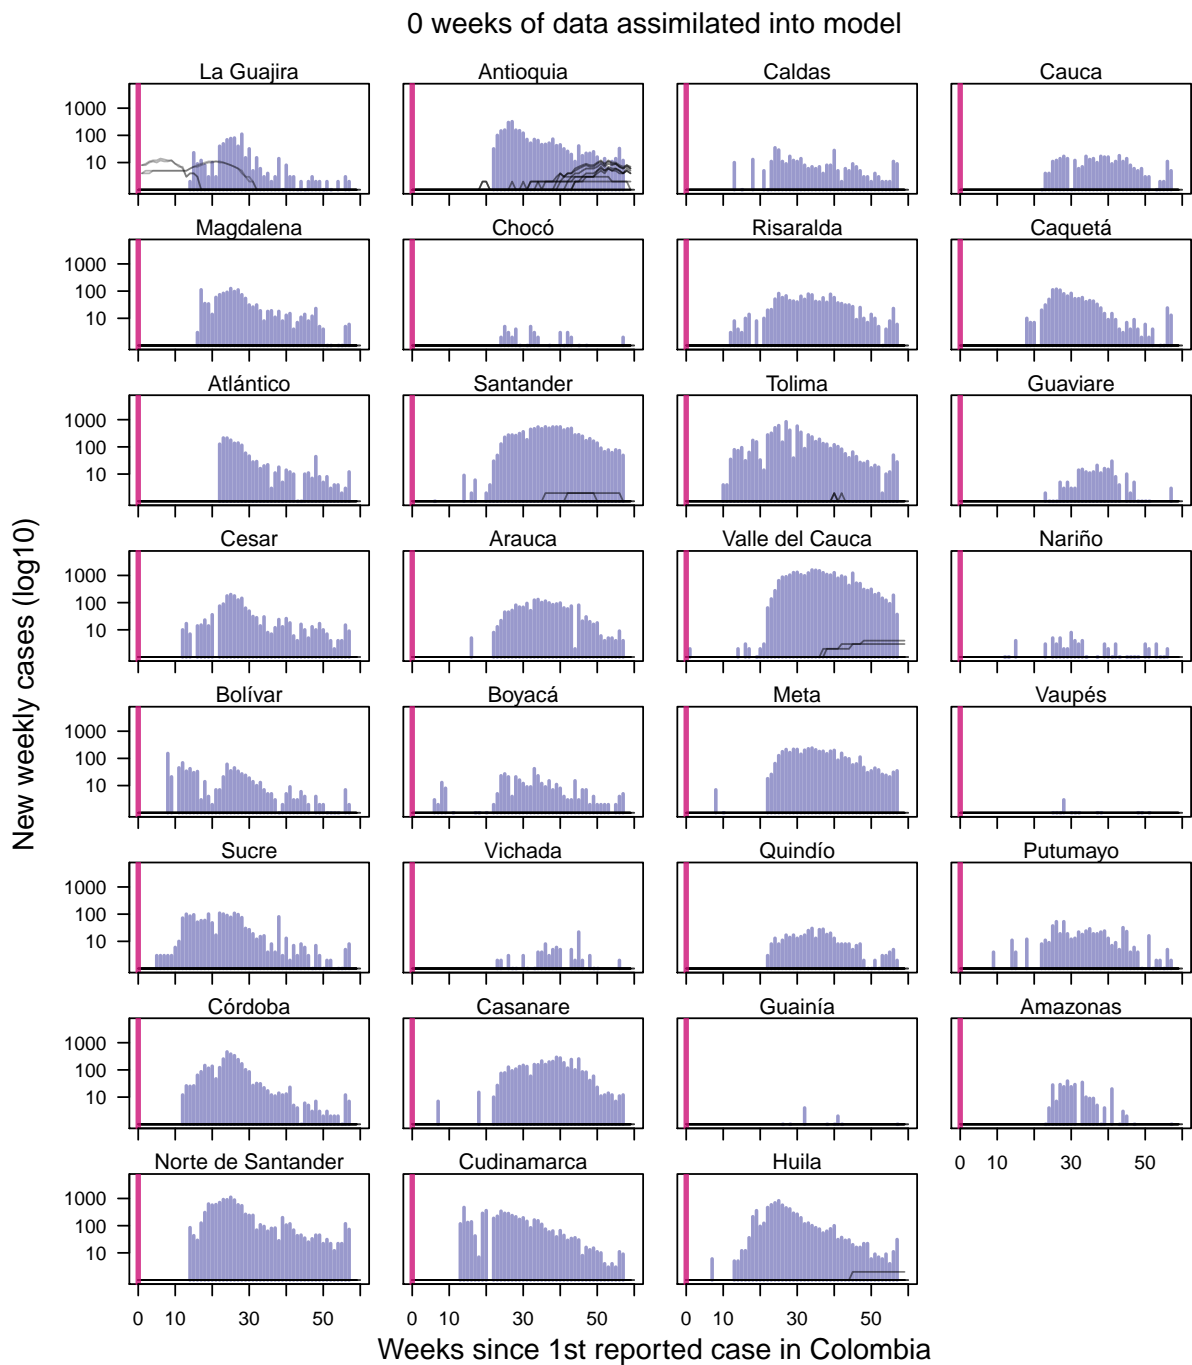 0 weeks of data assimilated into model
La Guajira Antioquia Caldas Cauca
1000
100
10
Magdalena Chocó Risaralda Caquetá
1000
100
10
Atlántico Santander Tolima Guaviare
1000
100
10
Cesar Arauca Valle del Cauca Nariño
1000
100
10
Bolívar Boyacá Meta Vaupés
1000
100
10
Sucre Vichada Quindío Putumayo
1000
100
10
Córdoba Casanare Guainía Amazonas
1000
100
10
0 10 30 50
Norte de Santander Cudinamarca Huila
1000
100
10
0 10 30 50 0 10 30 50 0 10 30 50
New weekly cases (log10)
Weeks since 1st reported case in Colombia